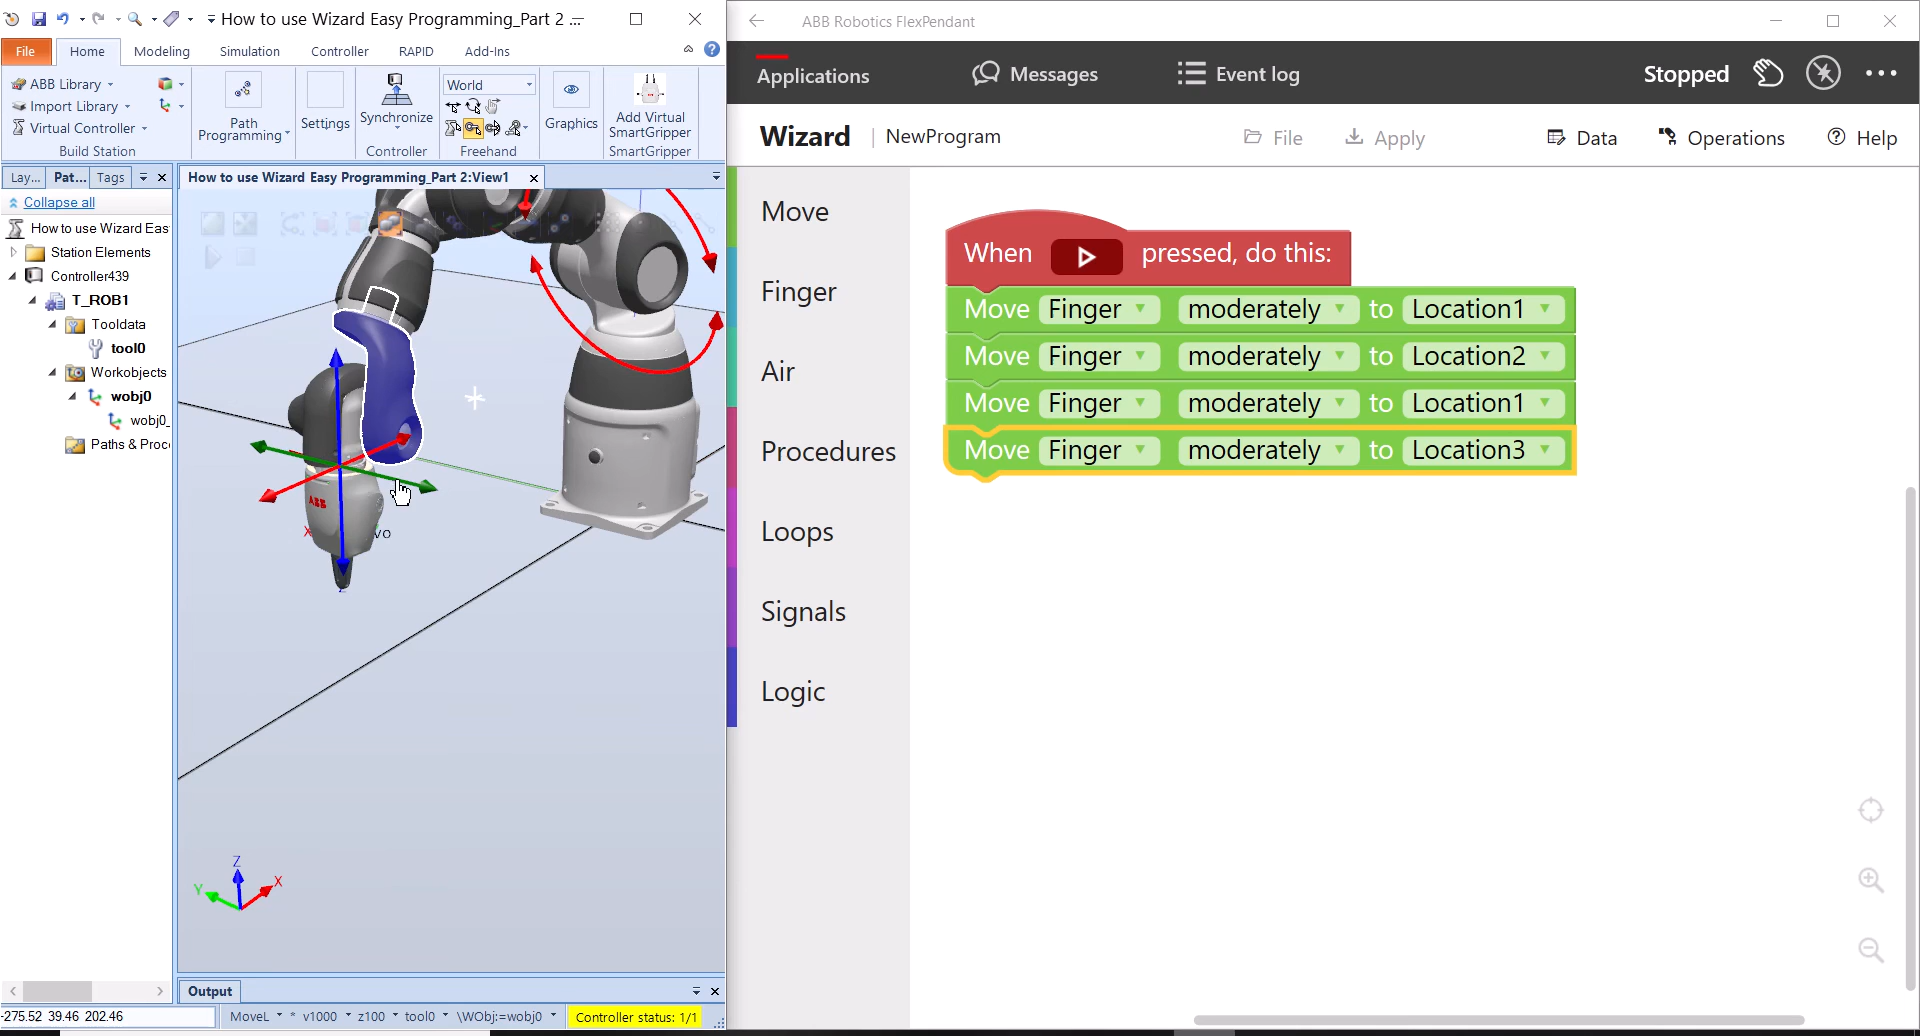 How to use Wizard Easy Programming_Part 2 ...
File
Home
Modeling
Simulation
Controller
RAPID
Add-Ins
ABB Library
Import Library
Virtual Controller
Build Station
Path
Programming
Settings
Synchronize
Controller
World
Freehand
Graphics
Add Virtual
SmartGripper
SmartGripper
Lay...
Pat...
Tags
Collapse all
How to use Wizard Eas
Station Elements
Controller439
T_ROB1
Tooldata
tool0
Workobjects
wobj0
wobj0_
Paths & Proc
How to use Wizard Easy Programming_Part 2:View1
ABB
X
vo
Z
Z
Y
X
Output
-275.52 39.46 202.46
MoveL * v1000 z100 tool0 \WObj:=wobj0
Controller status: 1/1
ABB Robotics FlexPendant
Applications
Messages
Event log
Stopped
Wizard
NewProgram
File
Apply
Data
Operations
Help
Move
Finger
Air
Procedures
Loops
Signals
Logic
When pressed, do this:
Move Finger moderately to Location1
Move Finger moderately to Location2
Move Finger moderately to Location1
Move Finger moderately to Location3